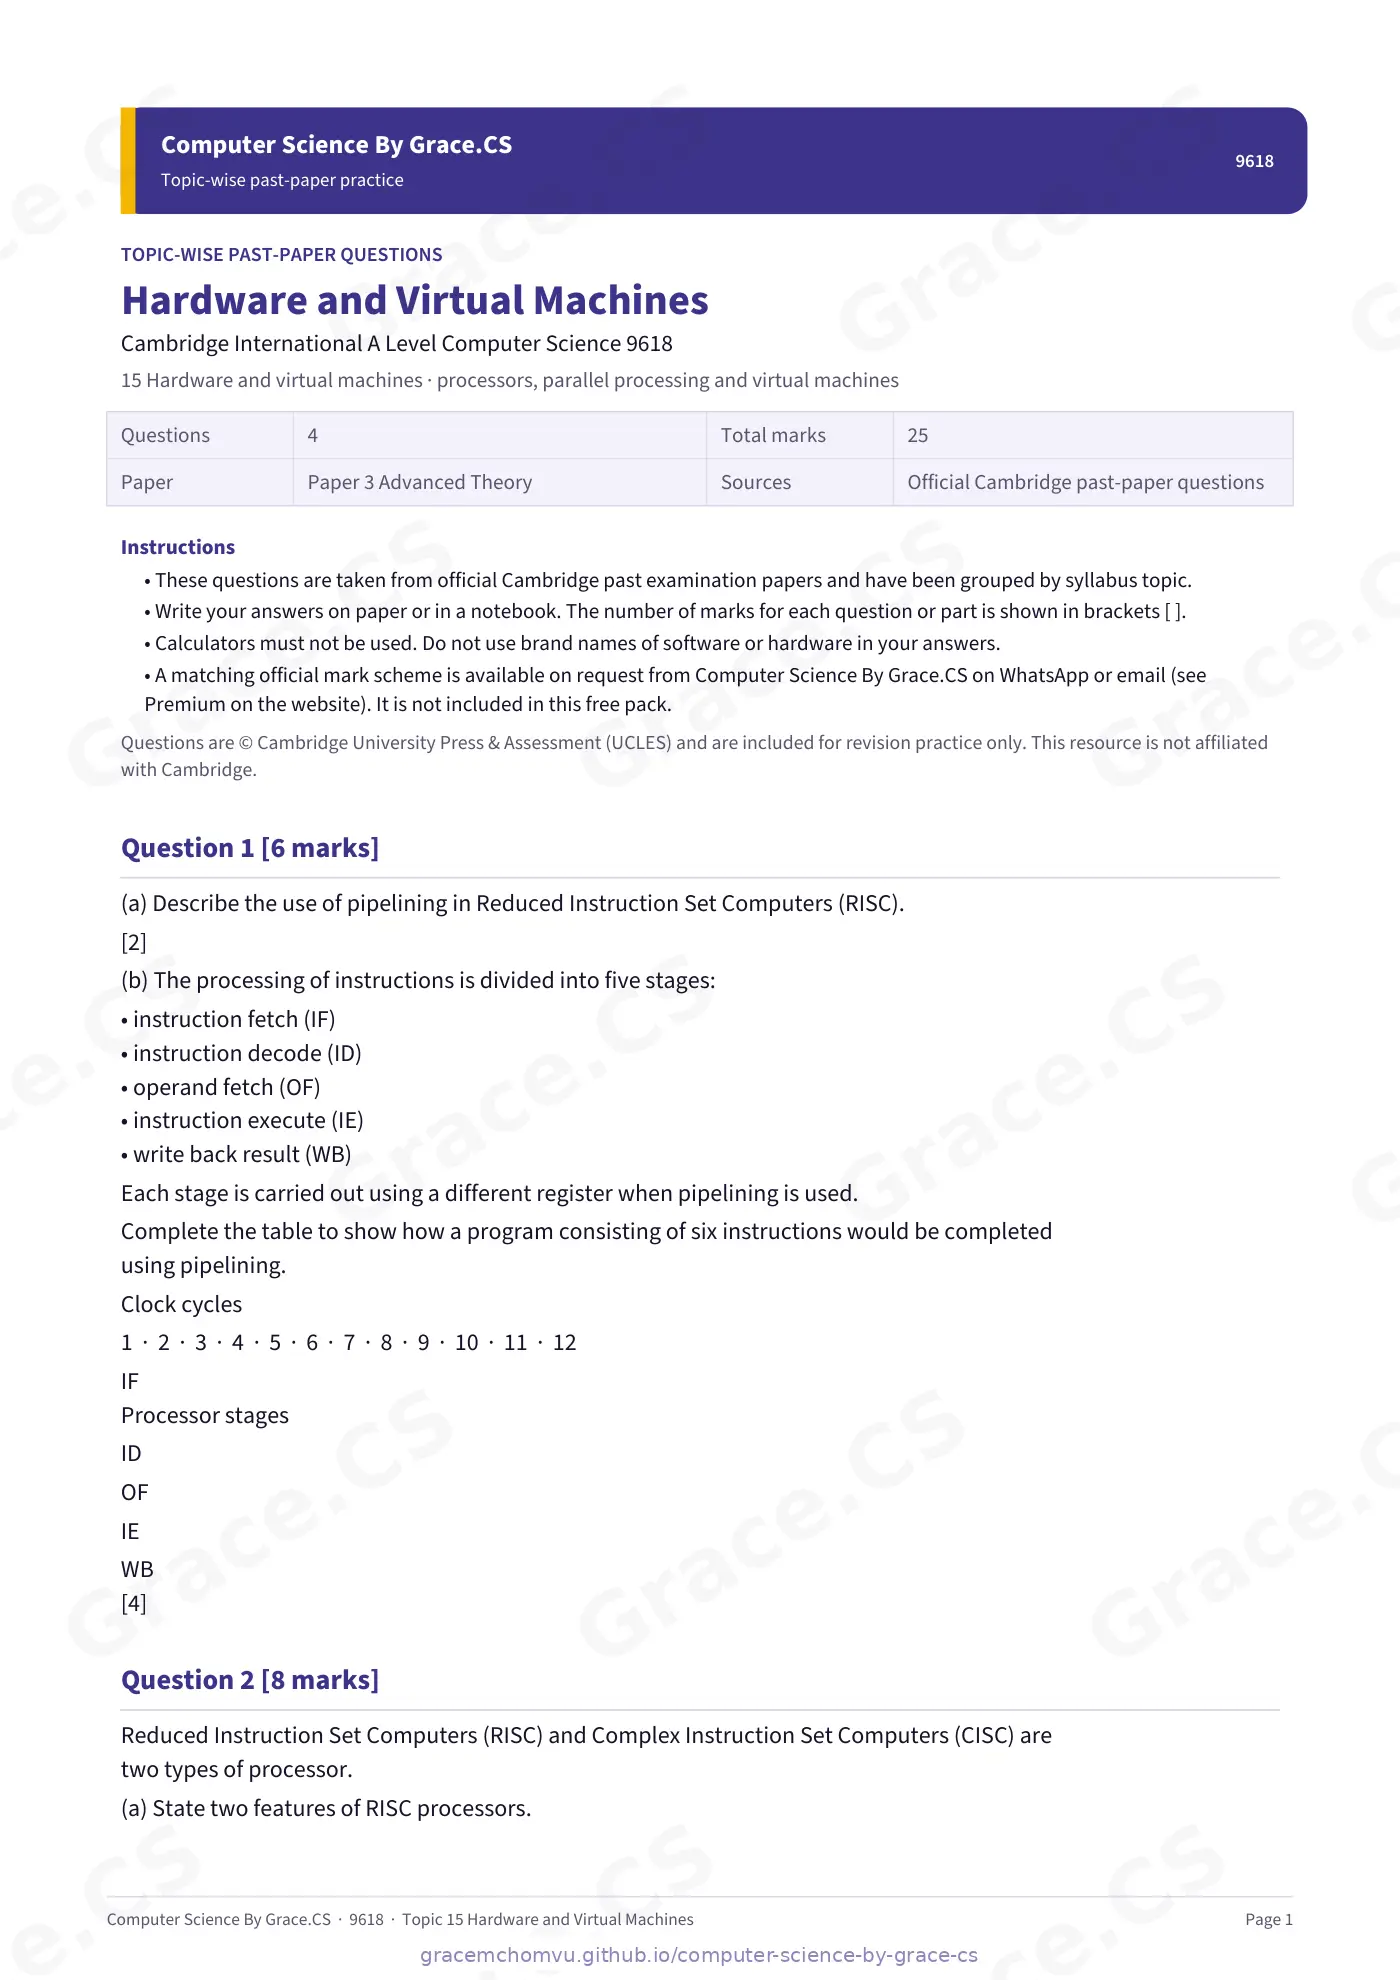 Computer Science By Grace.CS
Topic-wise past-paper practice
9618
TOPIC-WISE PAST-PAPER QUESTIONS
Hardware and Virtual Machines
Cambridge International A Level Computer Science 9618
15 Hardware and virtual machines · processors, parallel processing and virtual machines
Questions 4 Total marks 25
Paper Paper 3 Advanced Theory Sources Official Cambridge past-paper questions
Instructions
• These questions are taken from official Cambridge past examination papers and have been grouped by syllabus topic.
• Write your answers on paper or in a notebook. The number of marks for each question or part is shown in brackets [ ].
• Calculators must not be used. Do not use brand names of software or hardware in your answers.
• A matching official mark scheme is available on request from Computer Science By Grace.CS on WhatsApp or email (see
Premium on the website). It is not included in this free pack.
Questions are © Cambridge University Press & Assessment (UCLES) and are included for revision practice only. This resource is not affiliated
with Cambridge.
Question 1 [6 marks]
(a) Describe the use of pipelining in Reduced Instruction Set Computers (RISC).
[2]
(b) The processing of instructions is divided into five stages:
• instruction fetch (IF)
• instruction decode (ID)
• operand fetch (OF)
• instruction execute (IE)
• write back result (WB)
Each stage is carried out using a different register when pipelining is used.
Complete the table to show how a program consisting of six instructions would be completed
using pipelining.
Clock cycles
1 · 2 · 3 · 4 · 5 · 6 · 7 · 8 · 9 · 10 · 11 · 12
IF
Processor stages
ID
OF
IE
WB
[4]
Question 2 [8 marks]
Reduced Instruction Set Computers (RISC) and Complex Instruction Set Computers (CISC) are
two types of processor.
(a) State two features of RISC processors.
Computer Science By Grace.CS · 9618 · Topic 15 Hardware and Virtual Machines
Page 1
gracemchomvu.github.io/computer-science-by-grace-cs